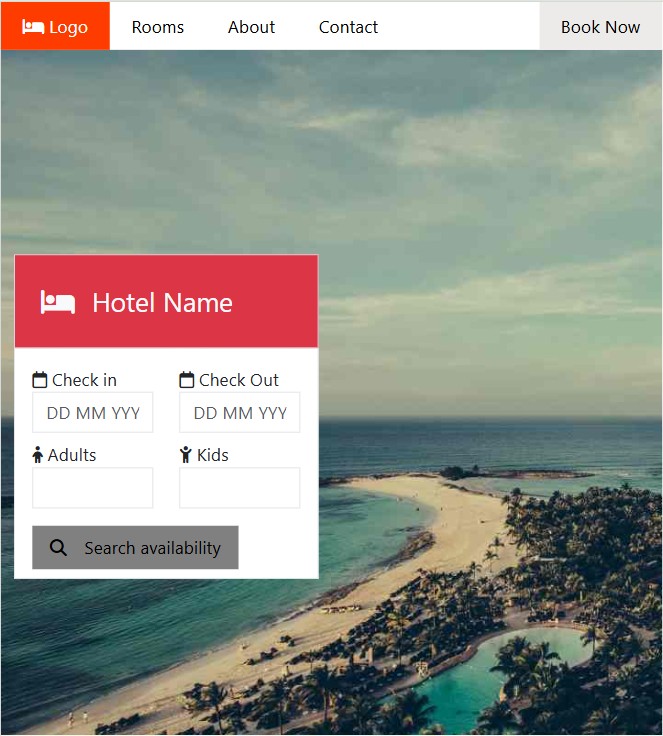 Logo Rooms About Contact Book Now
Hotel Name
Check in Check Out
DD MM YYY DD MM YYY
Adults Kids
Search availability